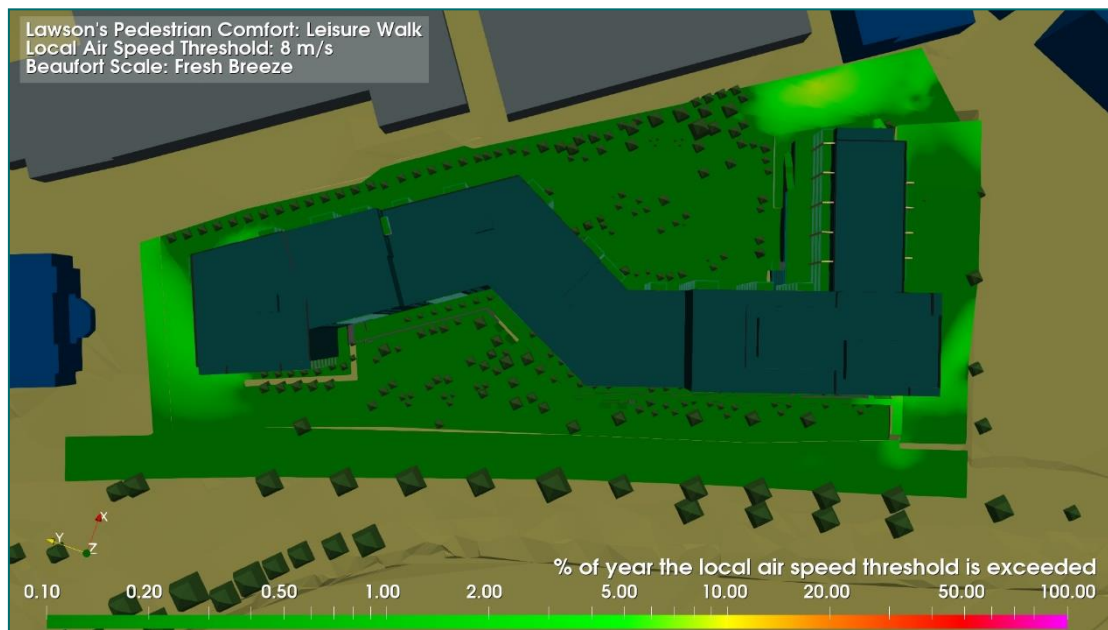 Lawson's Pedestrian Comfort: Leisure Walk
Local Air Speed Threshold: 8 m/s
Beaufort Scale: Fresh Breeze
X
Y
Z
% of year the local air speed threshold is exceeded
0.10 0.20 0.50 1.00 2.00 5.00 10.00 20.00 50.00 100.00